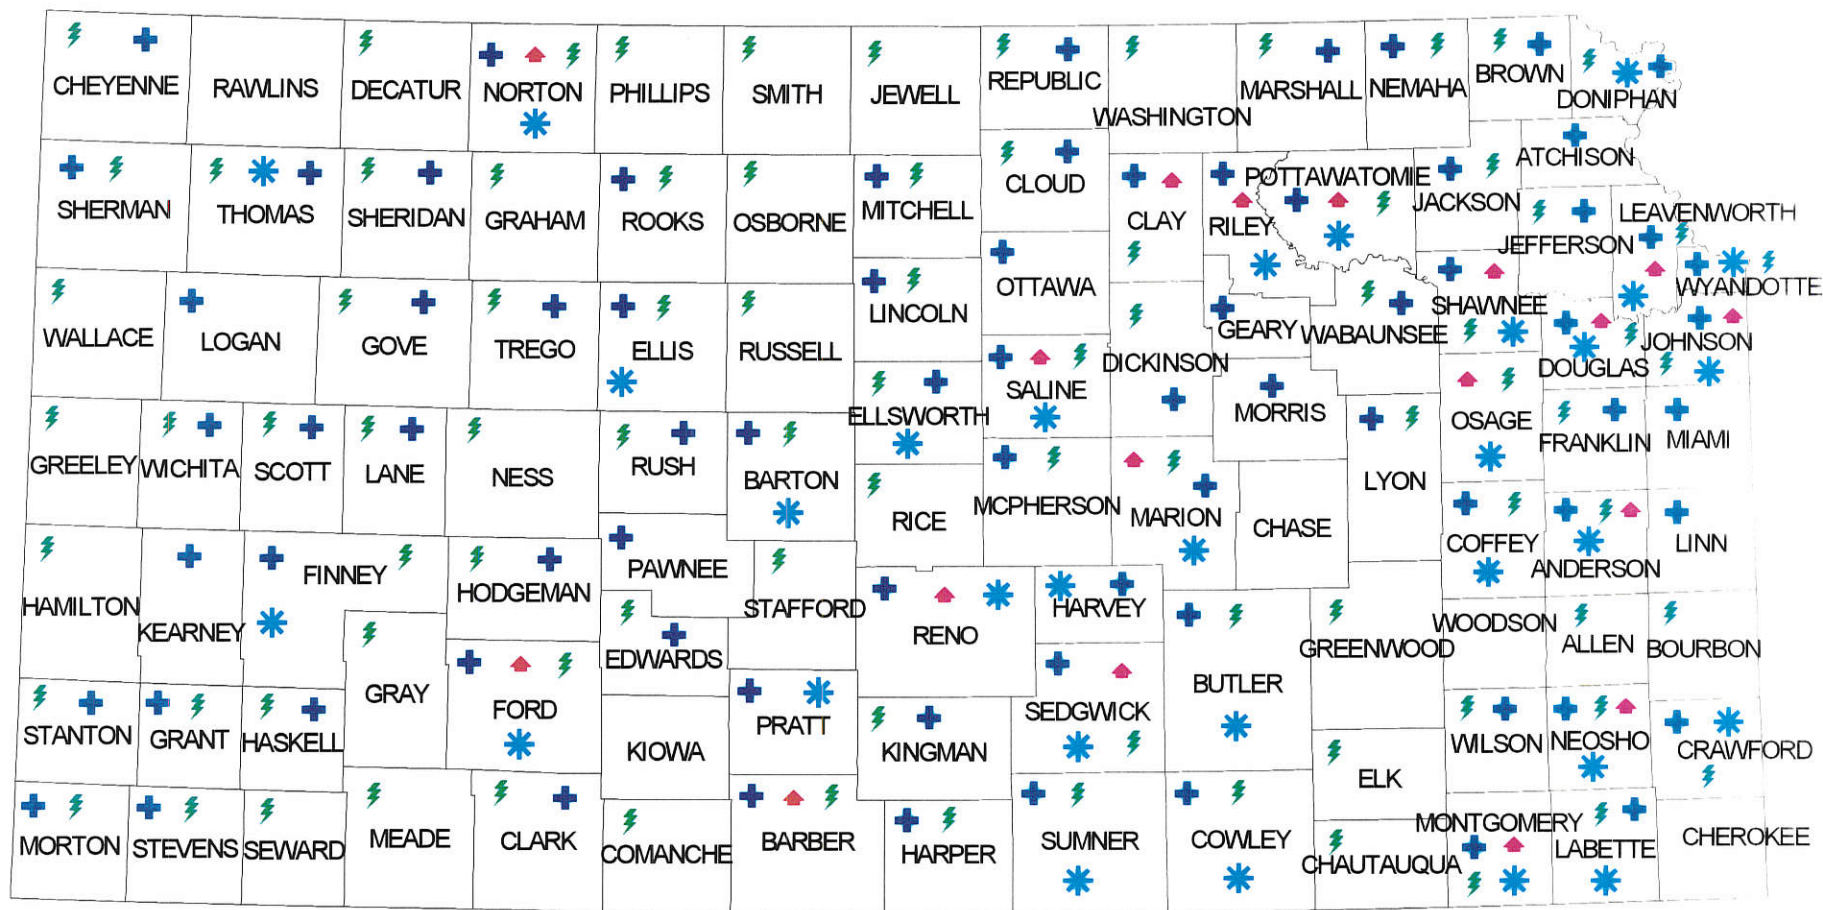 CHEYENNE
RAWLINS
DECATUR
NORTON
PHILLIPS
SMITH
JEWELL
REPUBLIC
WASHINGTON
MARSHALL
NEMAHA
BROWN
DONIPHAN
SHERMAN
THOMAS
SHERIDAN
GRAHAM
ROOKS
OSBORNE
MITCHELL
CLOUD
CLAY
RILEY
POTTAWATOMIE
JACKSON
ATCHISON
JEFFERSON
LEAVENWORTH
WYANDOTTE
WALLACE
LOGAN
GOVE
TREGO
ELLIS
RUSSELL
LINCOLN
OTTAWA
DICKINSON
GEARY
WABAUNSEE
SHAWNEE
DOUGLAS
JOHNSON
GREELEY
WICHITA
SCOTT
LANE
NESS
RUSH
BARTON
ELLSWORTH
SALINE
MORRIS
LYON
OSAGE
FRANKLIN
MIAMI
RICE
MCPHERSON
MARION
CHASE
COFFEY
ANDERSON
LINN
HAMILTON
KEARNEY
FINNEY
HODGEMAN
PAWNEE
STAFFORD
EDWARDS
RENO
HARVEY
GREENWOOD
WOODSON
ALLEN
BOURBON
STANTON
GRANT
HASKELL
GRAY
FORD
KIOWA
PRATT
KINGMAN
SEDGWICK
BUTLER
ELK
WILSON
NEOSHO
CRAWFORD
MORTON
STEVENS
SEWARD
MEADE
CLARK
COMANCHE
BARBER
HARPER
SUMNER
COWLEY
CHAUTAUQUA
MONTGOMERY
LABETTE
CHEROKEE